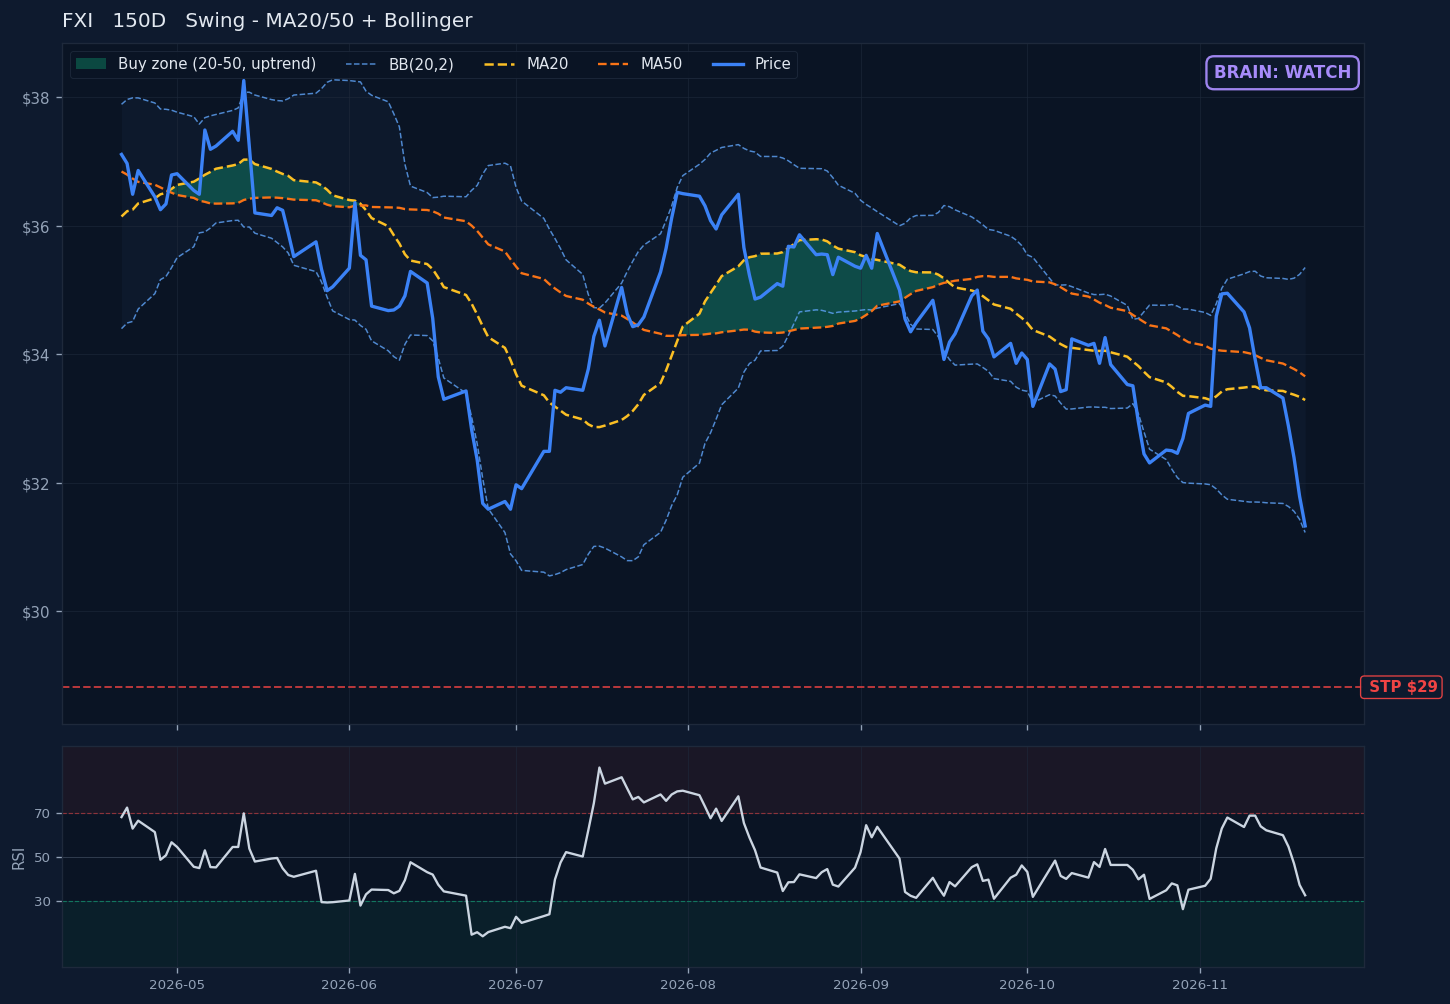 FXI   150D   Swing - MA20/50 + Bollinger
Buy zone (20-50, uptrend)   BB(20,2)   MA20   MA50   Price
BRAIN: WATCH
$38
$36
$34
$32
$30
STP $29
70
50
30
RSI
2026-05   2026-06   2026-07   2026-08   2026-09   2026-10   2026-11